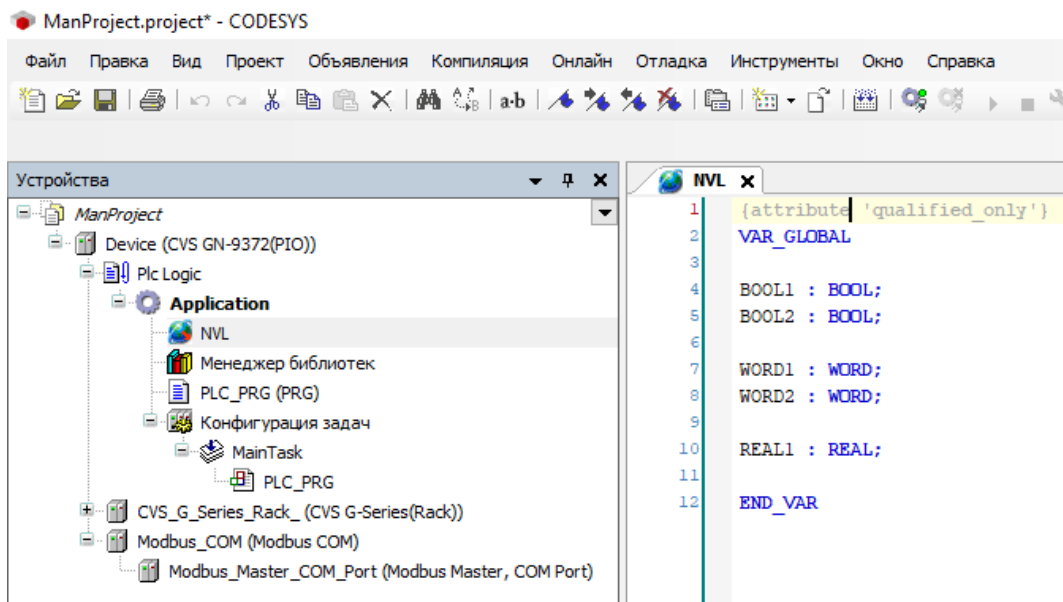 ManProject.project* - CODESYS
Файл Правка Вид Проект Объявления Компиляция Онлайн Отладка Инструменты Окно Справка
Устройства
ManProject
Device (CVS GN-9372(PIO))
Plc Logic
Application
NVL
Менеджер библиотек
PLC_PRG (PRG)
Конфигурация задач
MainTask
PLC_PRG
CVS_G_Series_Rack_ (CVS G-Series(Rack))
Modbus_COM (Modbus COM)
Modbus_Master_COM_Port (Modbus Master, COM Port)
NVL
1 {attribute 'qualified_only'}
2 VAR_GLOBAL
3
4 BOOL1 : BOOL;
5 BOOL2 : BOOL;
6
7 WORD1 : WORD;
8 WORD2 : WORD;
9
10 REAL1 : REAL;
11
12 END_VAR